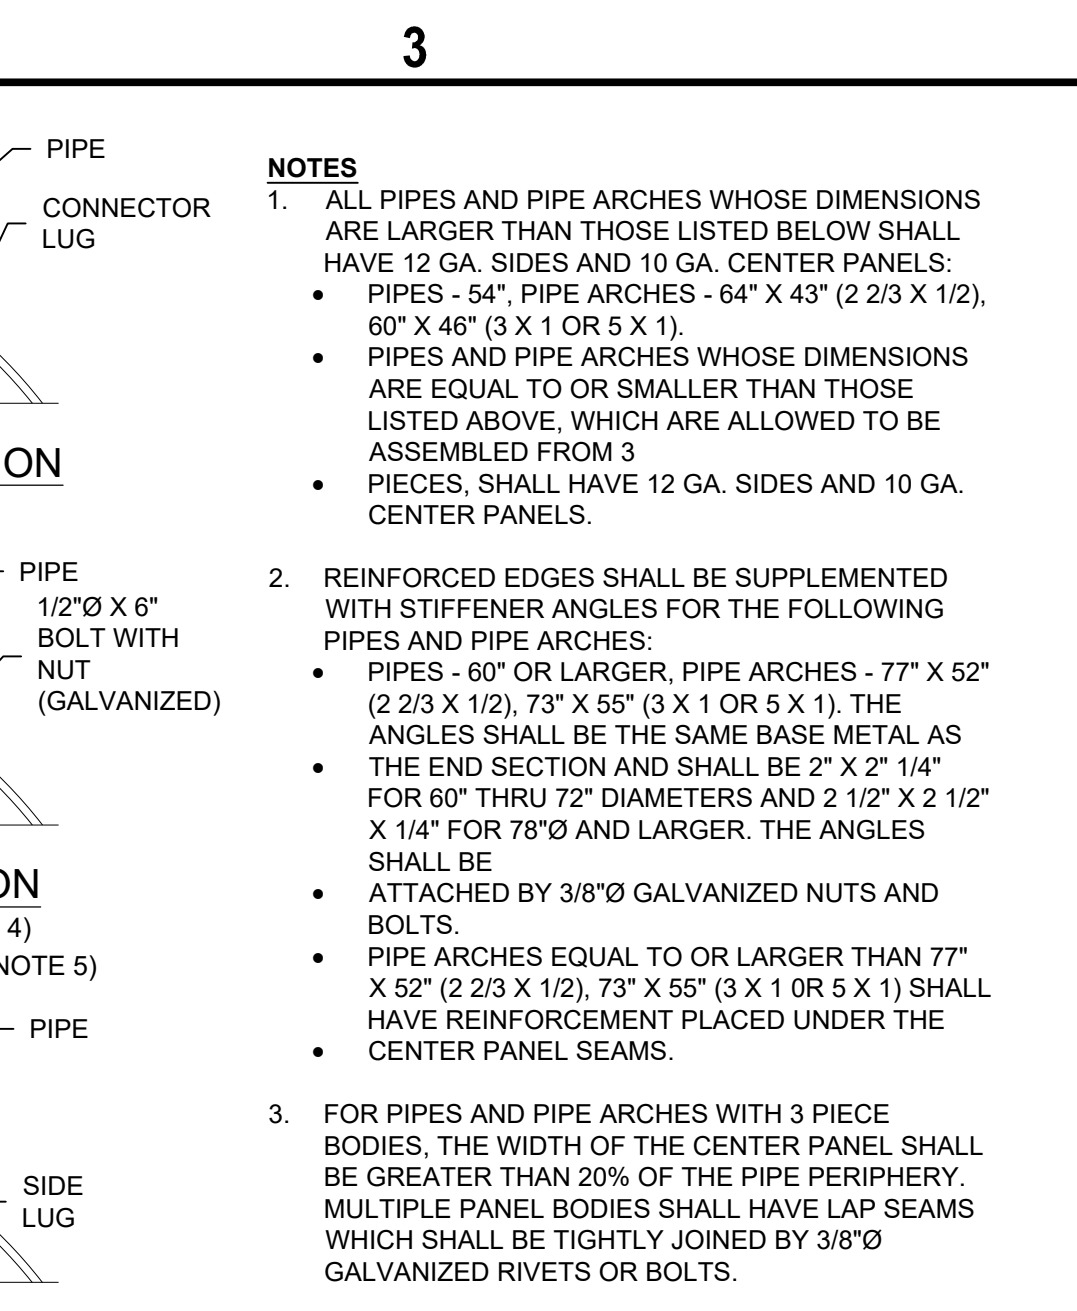 3
PIPE
CONNECTOR
LUG
ION
PIPE
1/2"Ø X 6"
BOLT WITH
NUT
(GALVANIZED)
ON
4)
NOTE 5)
PIPE
SIDE
LUG
NOTES
1. ALL PIPES AND PIPE ARCHES WHOSE DIMENSIONS
ARE LARGER THAN THOSE LISTED BELOW SHALL
HAVE 12 GA. SIDES AND 10 GA. CENTER PANELS:
• PIPES - 54", PIPE ARCHES - 64" X 43" (2 2/3 X 1/2),
60" X 46" (3 X 1 OR 5 X 1).
• PIPES AND PIPE ARCHES WHOSE DIMENSIONS
ARE EQUAL TO OR SMALLER THAN THOSE
LISTED ABOVE, WHICH ARE ALLOWED TO BE
ASSEMBLED FROM 3
• PIECES, SHALL HAVE 12 GA. SIDES AND 10 GA.
CENTER PANELS.
2. REINFORCED EDGES SHALL BE SUPPLEMENTED
WITH STIFFENER ANGLES FOR THE FOLLOWING
PIPES AND PIPE ARCHES:
• PIPES - 60" OR LARGER, PIPE ARCHES - 77" X 52"
(2 2/3 X 1/2), 73" X 55" (3 X 1 OR 5 X 1). THE
ANGLES SHALL BE THE SAME BASE METAL AS
• THE END SECTION AND SHALL BE 2" X 2" 1/4"
FOR 60" THRU 72" DIAMETERS AND 2 1/2" X 2 1/2"
X 1/4" FOR 78"Ø AND LARGER. THE ANGLES
SHALL BE
• ATTACHED BY 3/8"Ø GALVANIZED NUTS AND
BOLTS.
• PIPE ARCHES EQUAL TO OR LARGER THAN 77"
X 52" (2 2/3 X 1/2), 73" X 55" (3 X 1 0R 5 X 1) SHALL
HAVE REINFORCEMENT PLACED UNDER THE
• CENTER PANEL SEAMS.
3. FOR PIPES AND PIPE ARCHES WITH 3 PIECE
BODIES, THE WIDTH OF THE CENTER PANEL SHALL
BE GREATER THAN 20% OF THE PIPE PERIPHERY.
MULTIPLE PANEL BODIES SHALL HAVE LAP SEAMS
WHICH SHALL BE TIGHTLY JOINED BY 3/8"Ø
GALVANIZED RIVETS OR BOLTS.